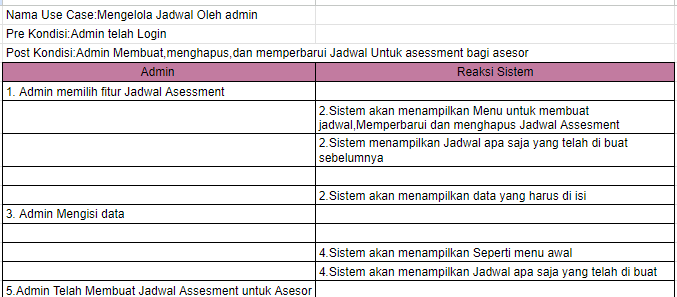 Nama Use Case:Mengelola Jadwal Oleh admin
Pre Kondisi:Admin telah Login
Post Kondisi:Admin Membuat,menghapus,dan memperbarui Jadwal Untuk asessment bagi asesor
Admin Reaksi Sistem
1. Admin memilih fitur Jadwal Asessment
2.Sistem akan menampilkan Menu untuk membuat
jadwal,Memperbarui dan menghapus Jadwal Assesment
2.Sistem menampilkan Jadwal apa saja yang telah di buat
sebelumnya
2.Sistem akan menampilkan data yang harus di isi
3. Admin Mengisi data
4.Sistem akan menampilkan Seperti menu awal
4.Sistem akan menampilkan Jadwal apa saja yang telah di buat
5.Admin Telah Membuat Jadwal Assesment untuk Asesor